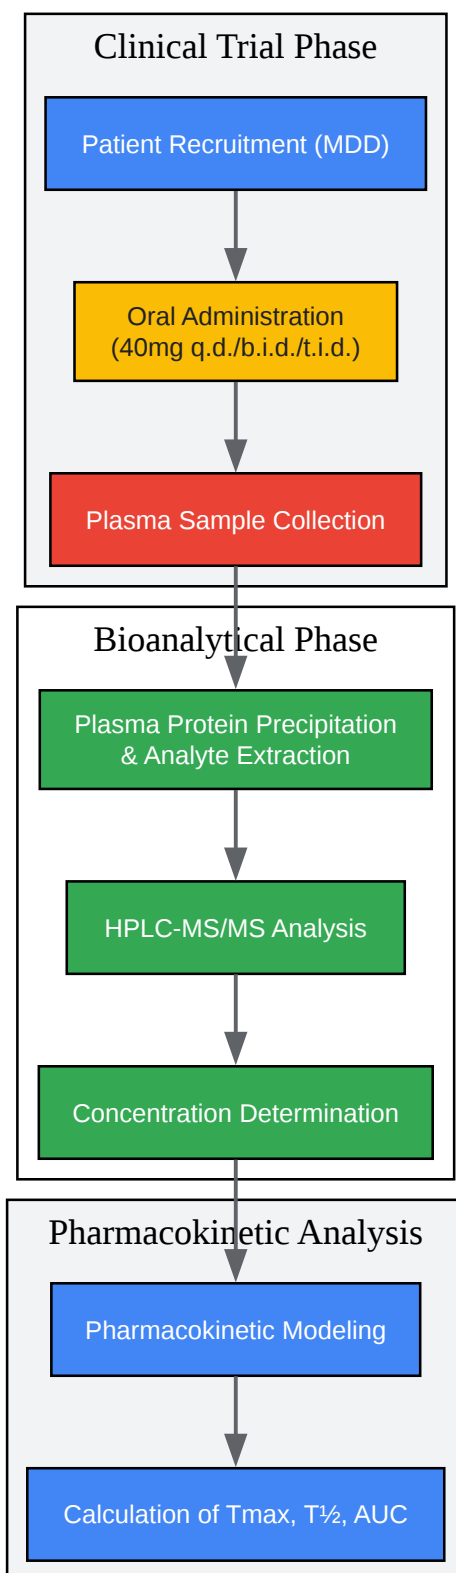 Clinical Trial Phase
Patient Recruitment (MDD)
Oral Administration
(40mg q.d./b.i.d./t.i.d.)
Plasma Sample Collection
Bioanalytical Phase
Plasma Protein Precipitation
& Analyte Extraction
HPLC-MS/MS Analysis
Concentration Determination
Pharmacokinetic Analysis
Pharmacokinetic Modeling
Calculation of Tmax, T½, AUC